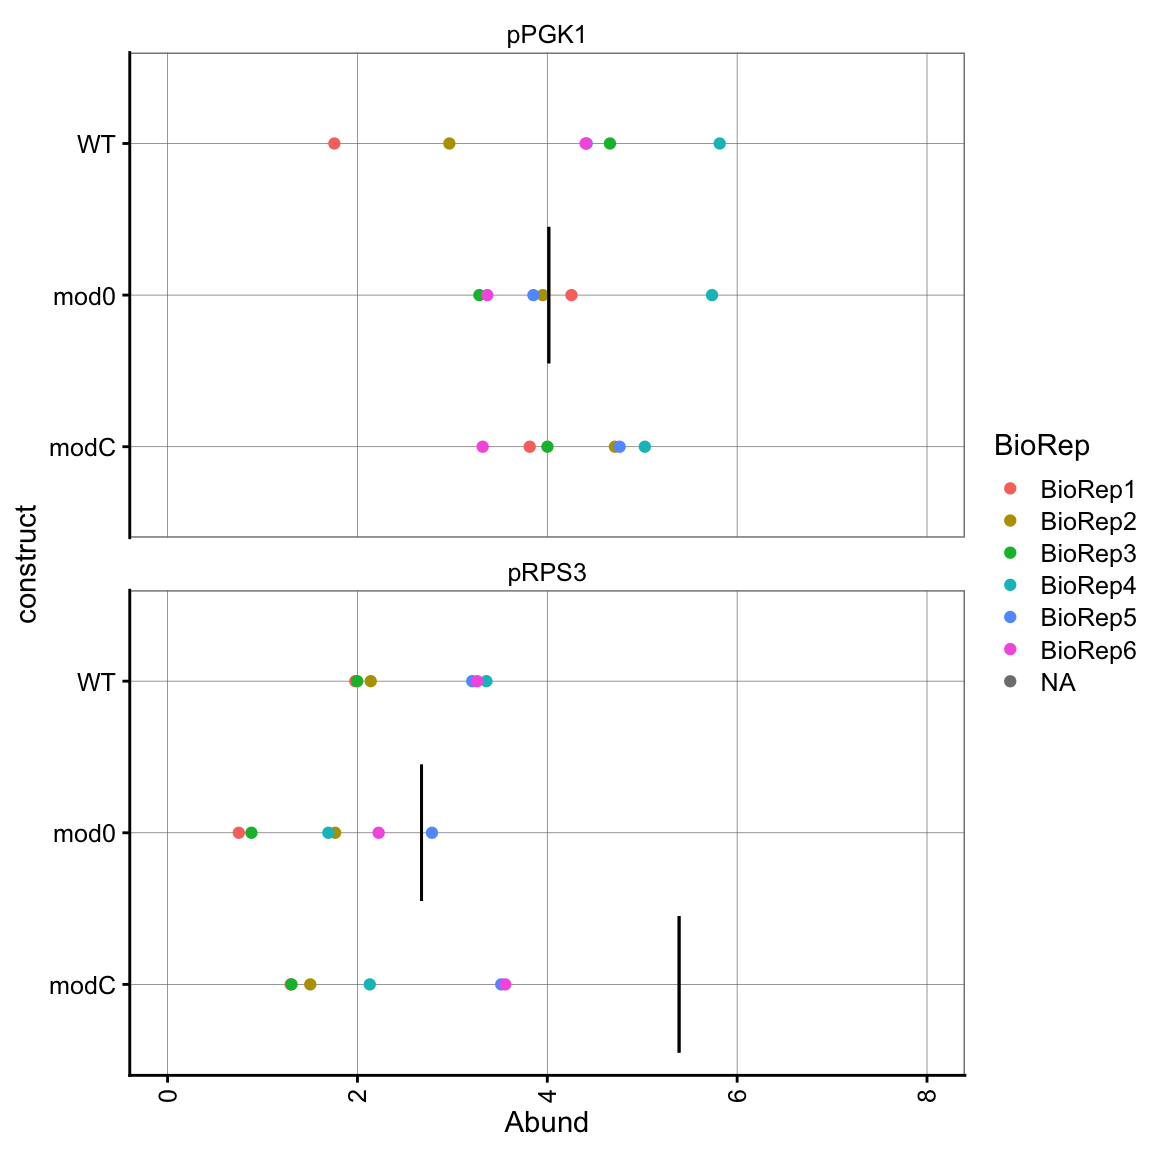 pPGK1
WT
mod0
modC
pRPS3
WT
mod0
modC
construct
0
2
4
6
8
Abund
BioRep
BioRep1
BioRep2
BioRep3
BioRep4
BioRep5
BioRep6
NA